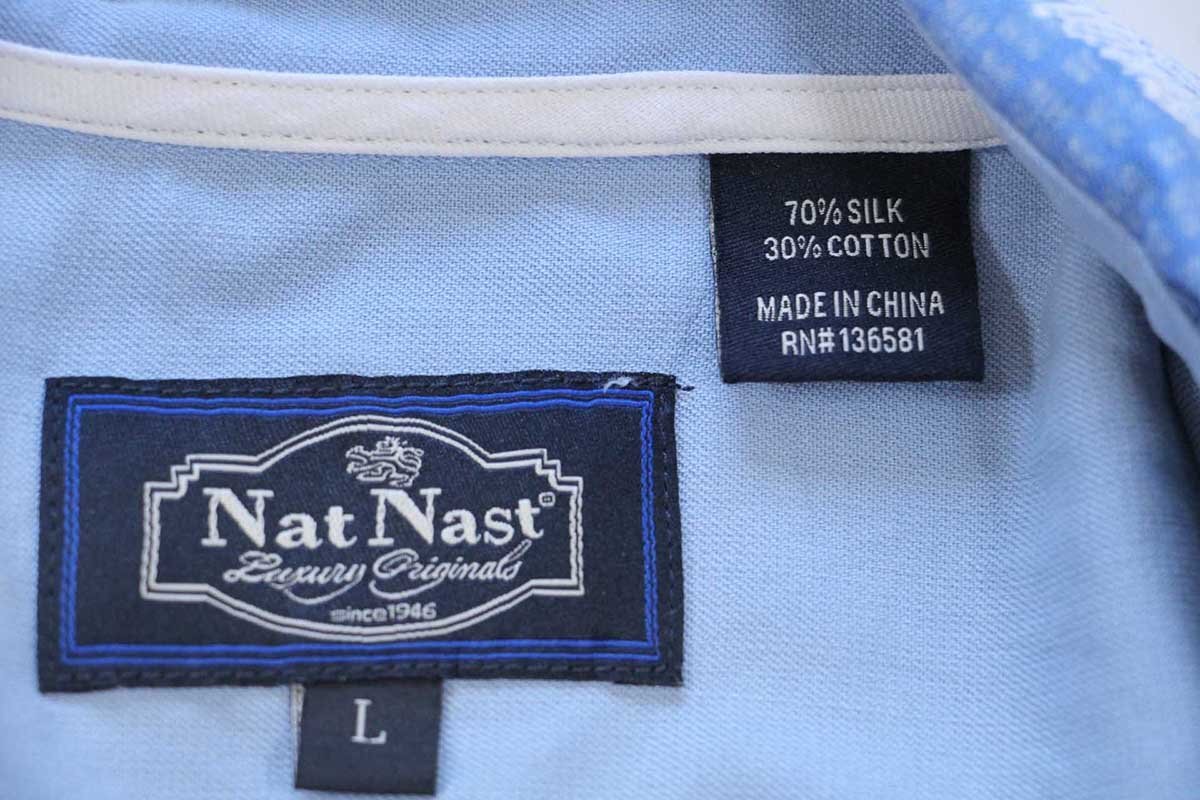 70% SILK
30% COTTON
MADE IN CHINA
RN# 136581
Nat Nast®
Luxury Originals
since 1946
L